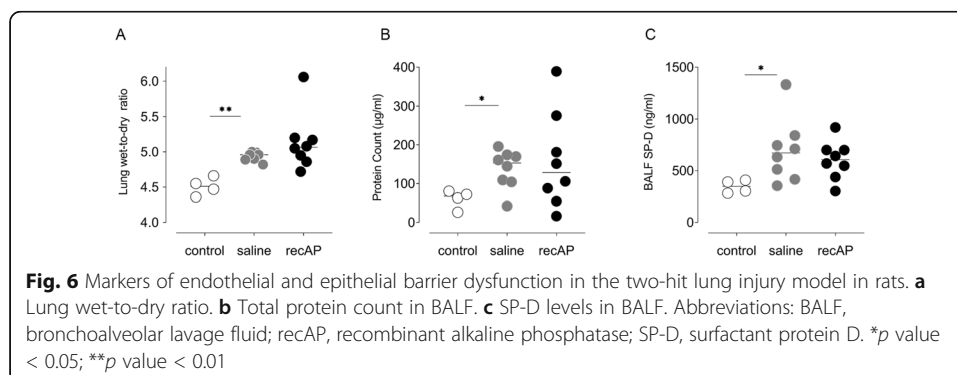 A
B
C
Lung wet-to-dry ratio
6.0
5.5
5.0
4.5
4.0
**
control saline recAP
Protein Count (µg/ml)
400
300
200
100
0
*
control saline recAP
BALF SP-D (ng/ml)
1500
1000
500
0
*
control saline recAP
Fig. 6 Markers of endothelial and epithelial barrier dysfunction in the two-hit lung injury model in rats. a
Lung wet-to-dry ratio. b Total protein count in BALF. c SP-D levels in BALF. Abbreviations: BALF,
bronchoalveolar lavage fluid; recAP, recombinant alkaline phosphatase; SP-D, surfactant protein D. *p value
< 0.05; **p value < 0.01